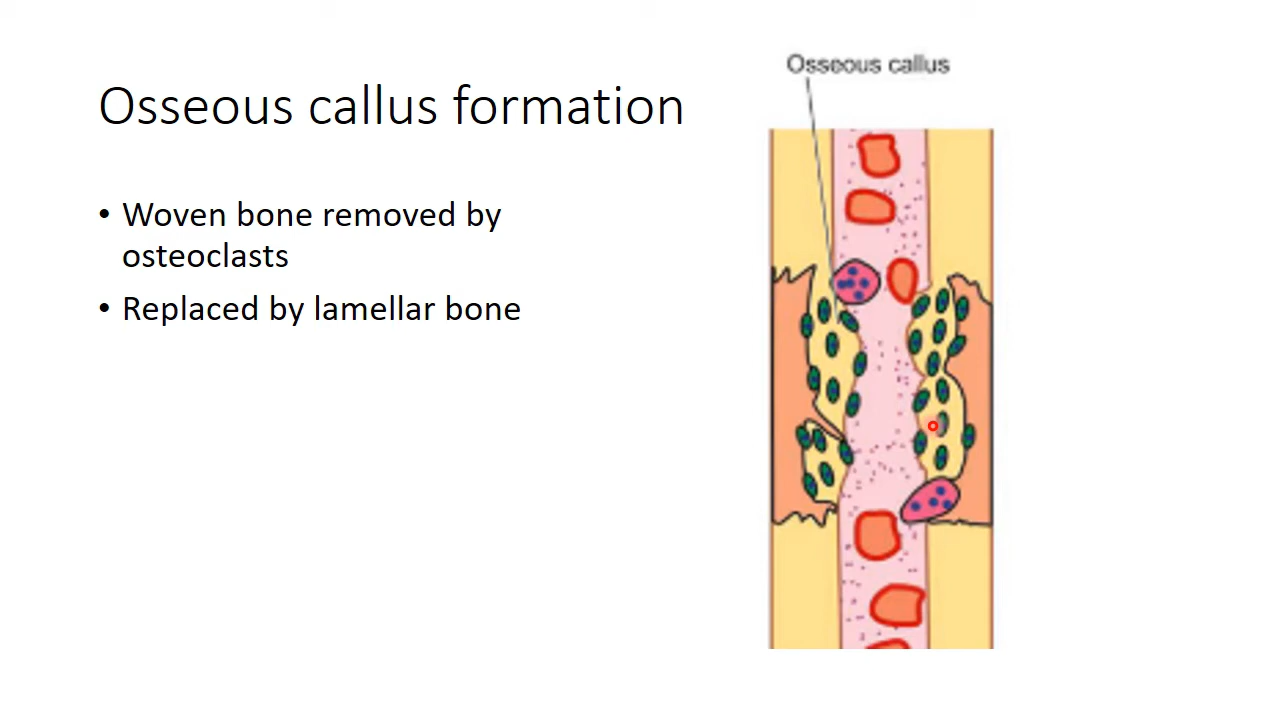 Osseous callus
Osseous callus formation
• Woven bone removed by
osteoclasts
• Replaced by lamellar bone